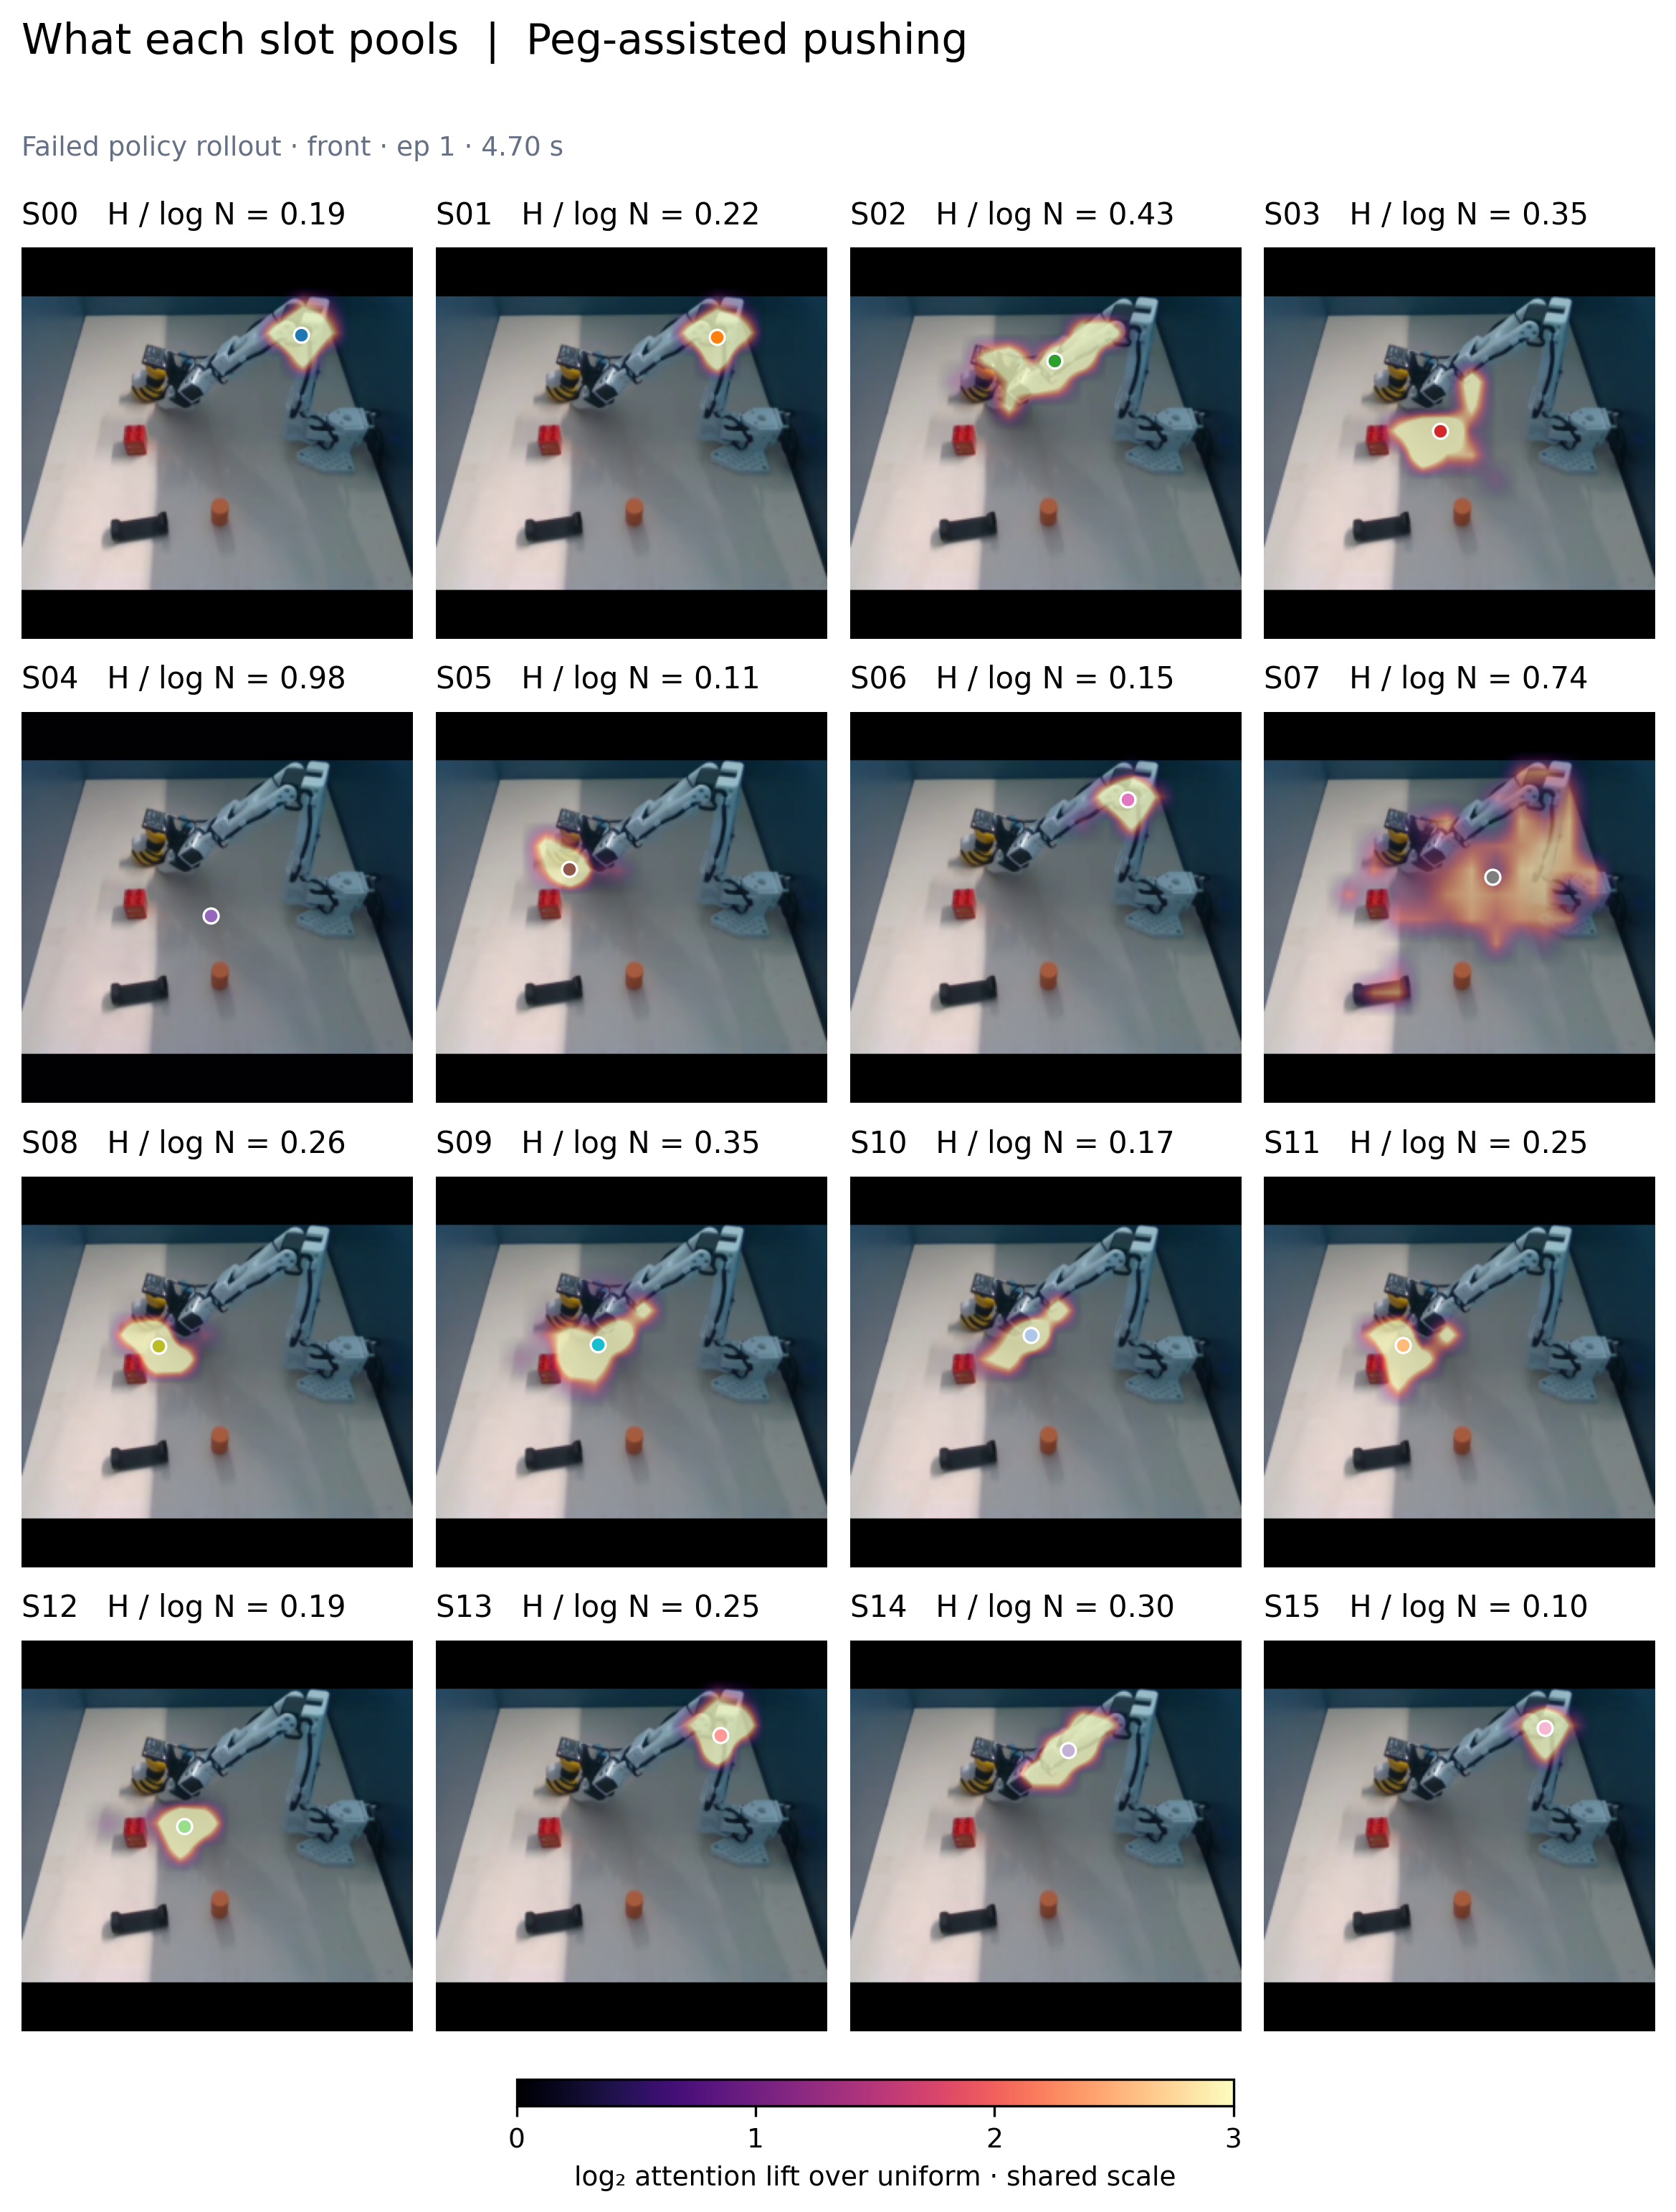 What each slot pools | Peg-assisted pushing
Failed policy rollout · front · ep 1 · 4.70 s
S00 H / log N = 0.19
S01 H / log N = 0.22
S02 H / log N = 0.43
S03 H / log N = 0.35
S04 H / log N = 0.98
S05 H / log N = 0.11
S06 H / log N = 0.15
S07 H / log N = 0.74
S08 H / log N = 0.26
S09 H / log N = 0.35
S10 H / log N = 0.17
S11 H / log N = 0.25
S12 H / log N = 0.19
S13 H / log N = 0.25
S14 H / log N = 0.30
S15 H / log N = 0.10
0 1 2 3
log₂ attention lift over uniform · shared scale